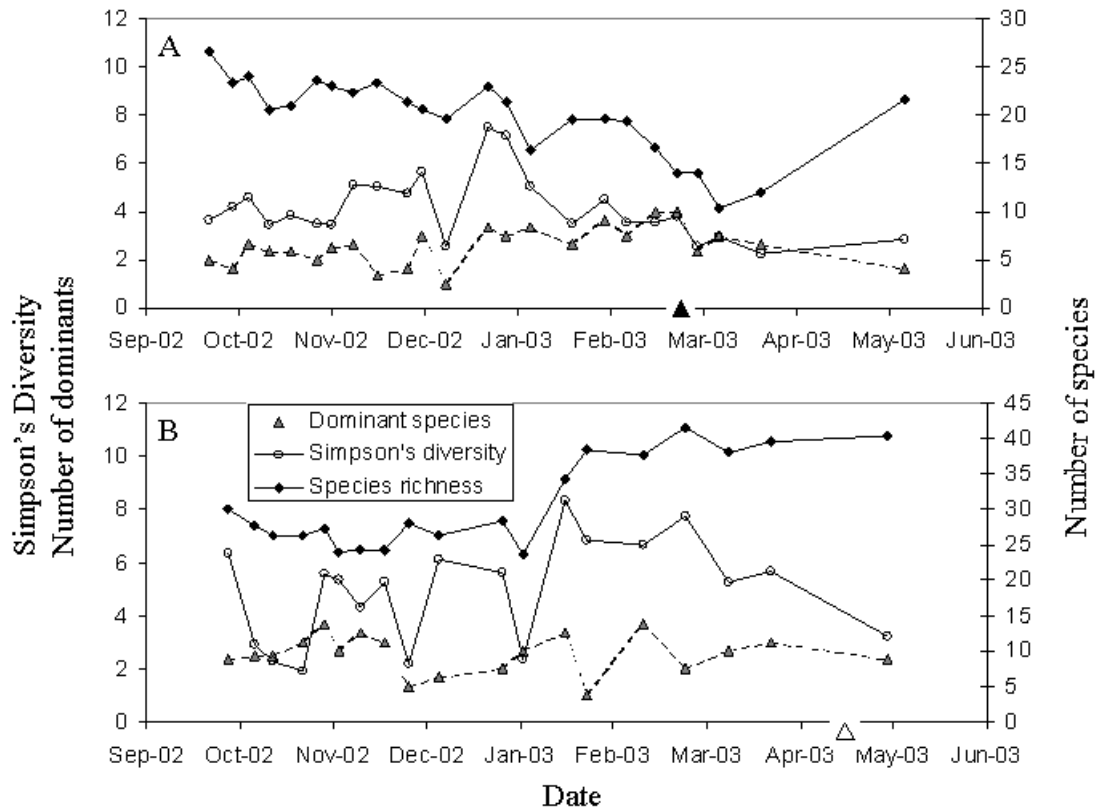 A
12
10
8
6
4
2
0
30
25
20
15
10
5
0
Sep-02 Oct-02 Nov-02 Dec-02 Jan-03 Feb-03 Mar-03 Apr-03 May-03 Jun-03
Simpson's Diversity
Number of dominants
Number of species
B
Dominant species
Simpson's diversity
Species richness
12
10
8
6
4
2
0
45
40
35
30
25
20
15
10
5
0
Sep-02 Oct-02 Nov-02 Dec-02 Jan-03 Feb-03 Mar-03 Apr-03 May-03 Jun-03
Date